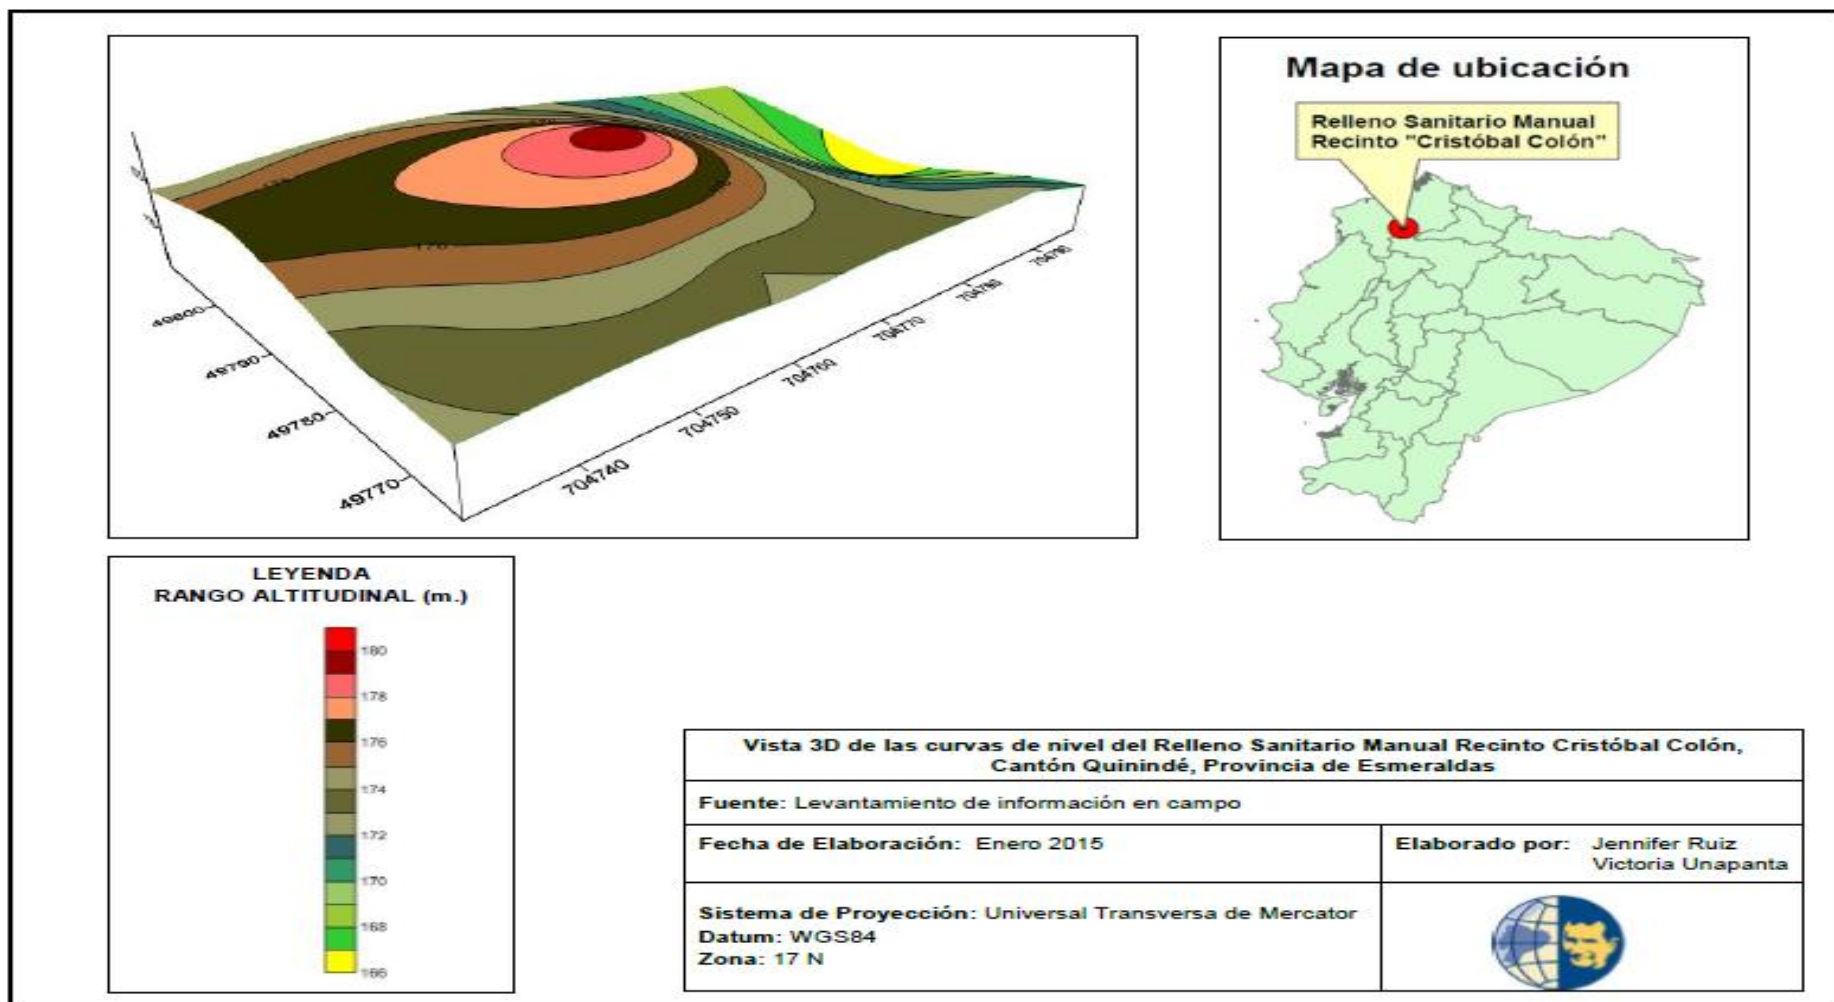 Mapa de ubicación
Relleno Sanitario Manual
Recinto "Cristóbal Colón"
176
49800
49790
49780
49770
704740
704750
704760
704770
704780
704790
LEYENDA
RANGO ALTITUDINAL (m.)
180
178
176
174
172
170
168
166
Vista 3D de las curvas de nivel del Relleno Sanitario Manual Recinto Cristóbal Colón,
Cantón Quinindé, Provincia de Esmeraldas
Fuente: Levantamiento de información en campo
Fecha de Elaboración: Enero 2015
Elaborado por: Jennifer Ruiz
Victoria Unapanta
Sistema de Proyección: Universal Transversa de Mercator
Datum: WGS84
Zona: 17 N